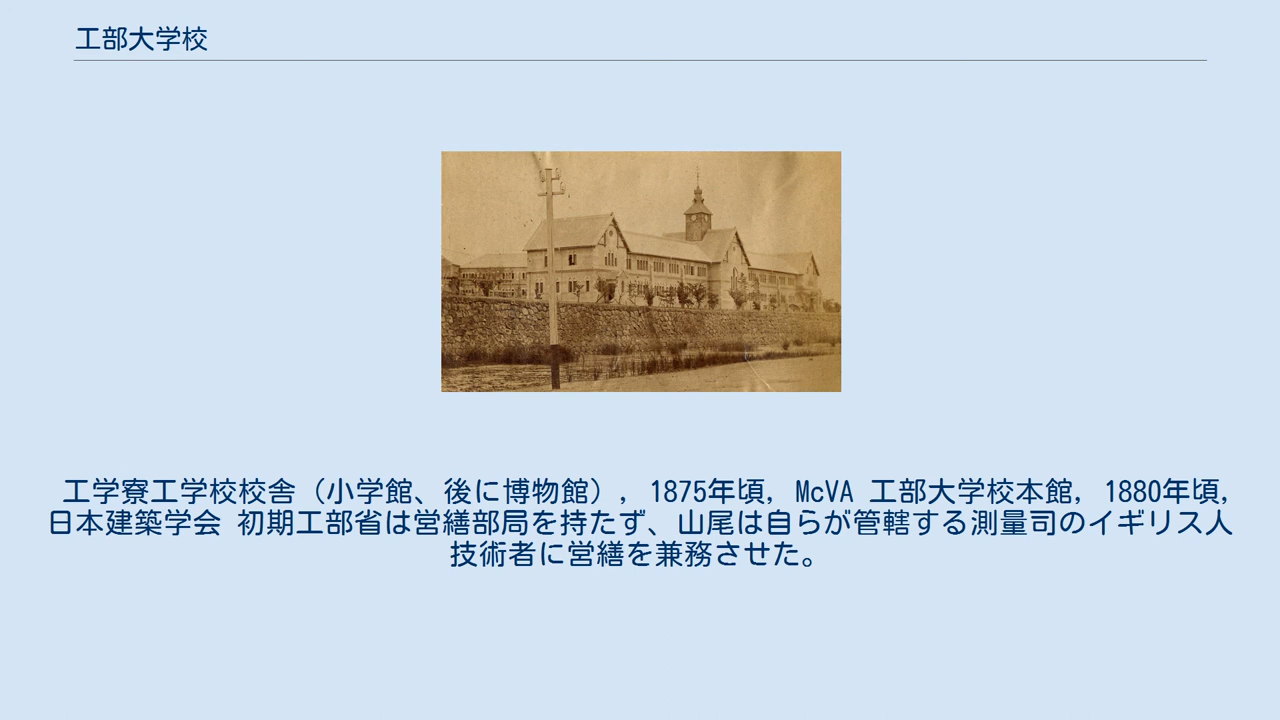 工部大学校
工学寮工学校校舎（小学館、後に博物館）, 1875年頃, McVA 工部大学校本館, 1880年頃,
日本建築学会 初期工部省は営繕部局を持たず、山尾は自らが管轄する測量司のイギリス人
技術者に営繕を兼務させた。